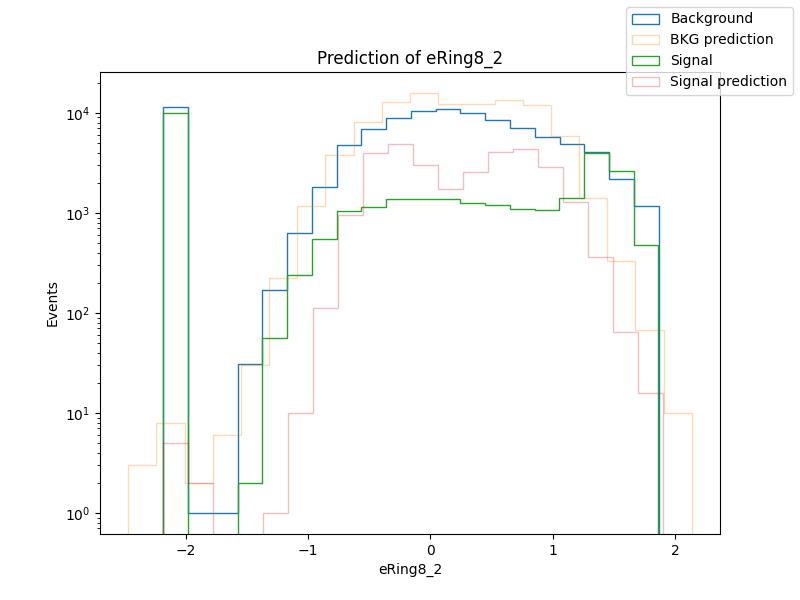 Background
BKG prediction
Signal
Signal prediction
Prediction of eRing8_2
10⁴
10³
10²
10¹
10⁰
Events
−2
−1
0
1
2
eRing8_2